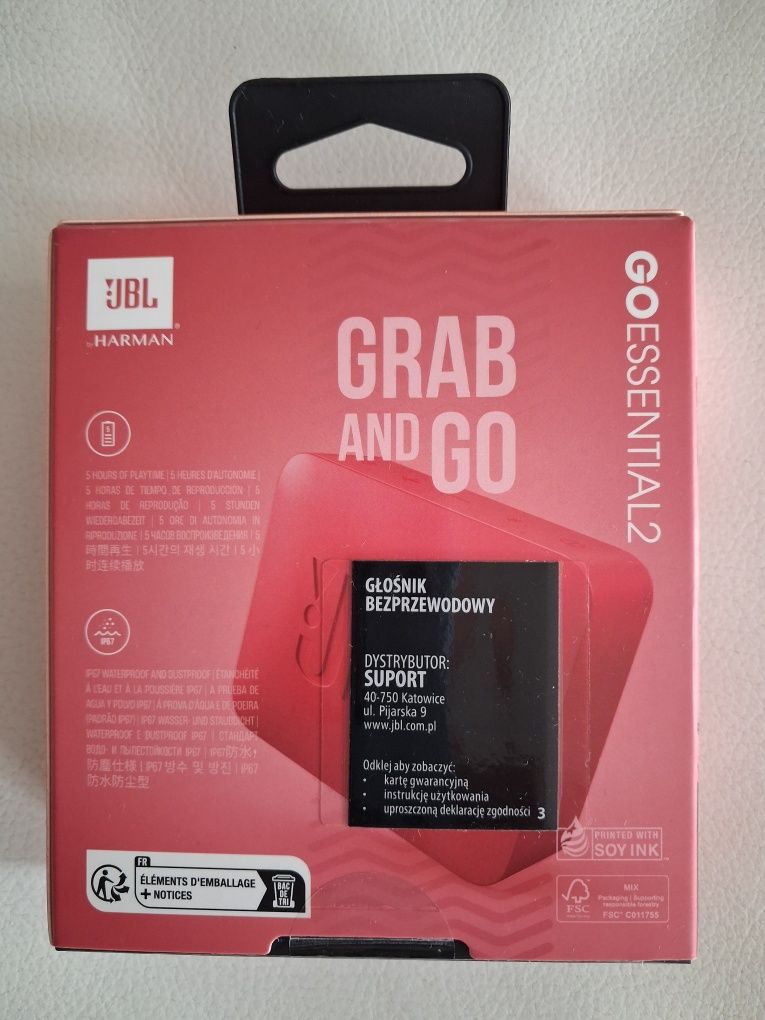 JBL
by HARMAN®
GOESSENTIAL2
GRAB
AND GO
5
5 HOURS OF PLAYTIME | 5 HEURES D'AUTONOMIE |
5 HORAS DE TIEMPO DE REPRODUCCIÓN | 5
HORAS DE REPRODUÇÃO | 5 STUNDEN
WIEDERGABEZEIT | 5 ORE DI AUTONOMIA IN
RIPRODUZIONE | 5 ЧАСОВ ВОСПРОИЗВЕДЕНИЯ | 5
時間再生 | 5시간의 재생 시간 | 5 小
时连续播放
IP67
IP67 WATERPROOF AND DUSTPROOF | ÉTANCHÉITÉ
À L'EAU ET À LA POUSSIÈRE IP67 | A PRUEBA DE
AGUA Y POLVO IP67 | À PROVA D'ÁGUA E DE POEIRA
(PADRÃO IP67) | IP67 WASSER- UND STAUBDICHT |
WATERPROOF E DUSTPROOF IP67 | СТАНДАРТ
ВОДО- И ПЫЛЕСТОЙКОСТИ IP67 | IP67防水，
防塵仕様 | IP67 방수 및 방진 | IP67
防水防尘型
GŁOŚNIK
BEZPRZEWODOWY
DYSTRYBUTOR:
SUPORT
40-750 Katowice
ul. Pijarska 9
www.jbl.com.pl
Odklej aby zobaczyć:
• kartę gwarancyjną
• instrukcję użytkowania
• uproszczoną deklarację zgodności 3
FR
ÉLÉMENTS D'EMBALLAGE
+ NOTICES
BAC
DE
TRI
PRINTED WITH
SOY INK™
FSC
MIX
Packaging | Supporting
responsible forestry
FSC® C011755